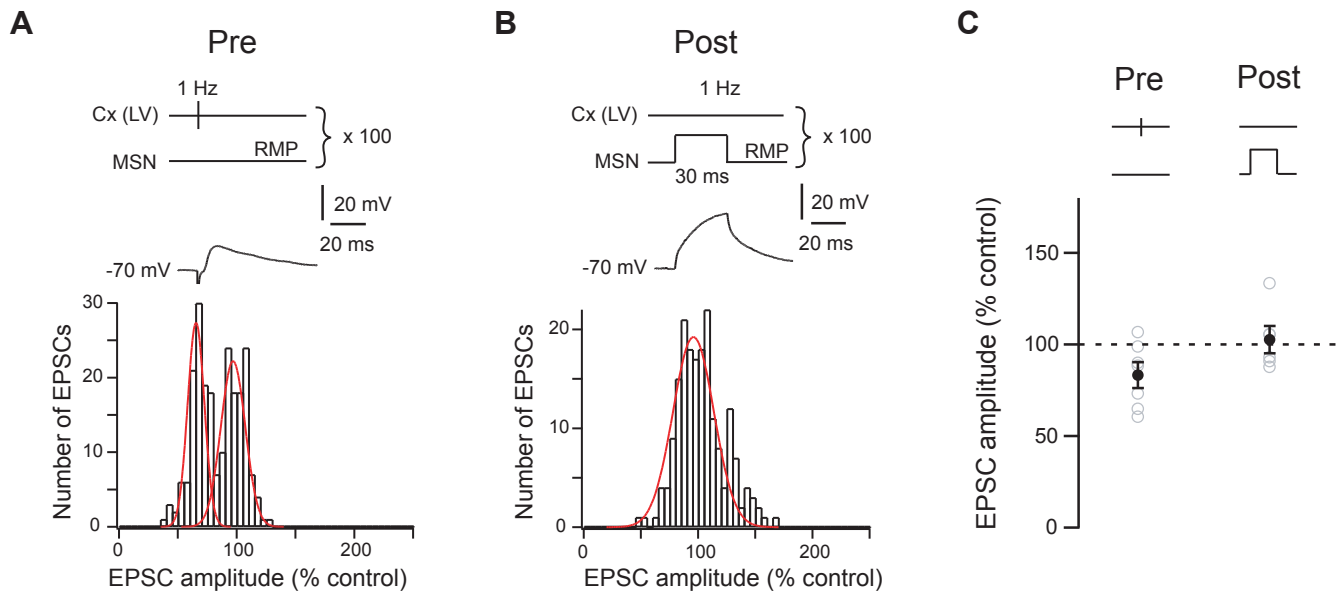 A
Pre
1 Hz
Cx (LV)
x 100
MSN
RMP
20 mV
20 ms
-70 mV
30
20
10
0
Number of EPSCs
0
100
200
EPSC amplitude (% control)
B
Post
1 Hz
Cx (LV)
x 100
MSN
RMP
30 ms
20 mV
20 ms
-70 mV
20
10
0
Number of EPSCs
0
100
200
EPSC amplitude (% control)
C
Pre
Post
150
100
50
0
EPSC amplitude (% control)